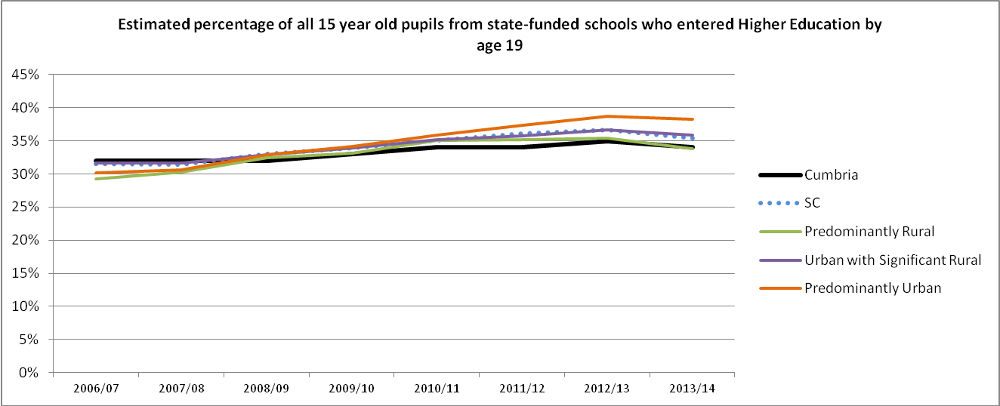 Estimated percentage of all 15 year old pupils from state-funded schools who entered Higher Education by
age 19
45%
40%
35%
30%
25%
20%
15%
10%
5%
0%
2006/07 2007/08 2008/09 2009/10 2010/11 2011/12 2012/13 2013/14
Cumbria
SC
Predominantly Rural
Urban with Significant Rural
Predominantly Urban